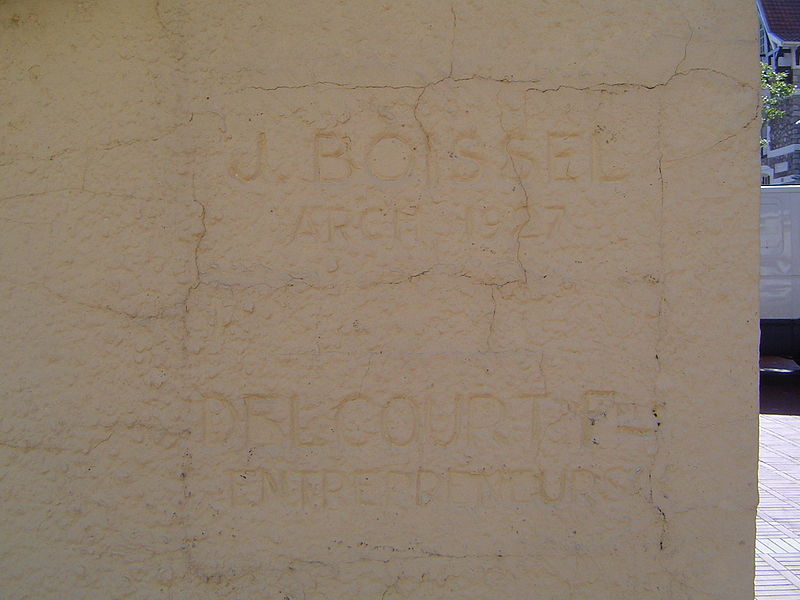 J. BOISSEL
ARCH. 1927
DELCOURT F
ENTREPRENEURS